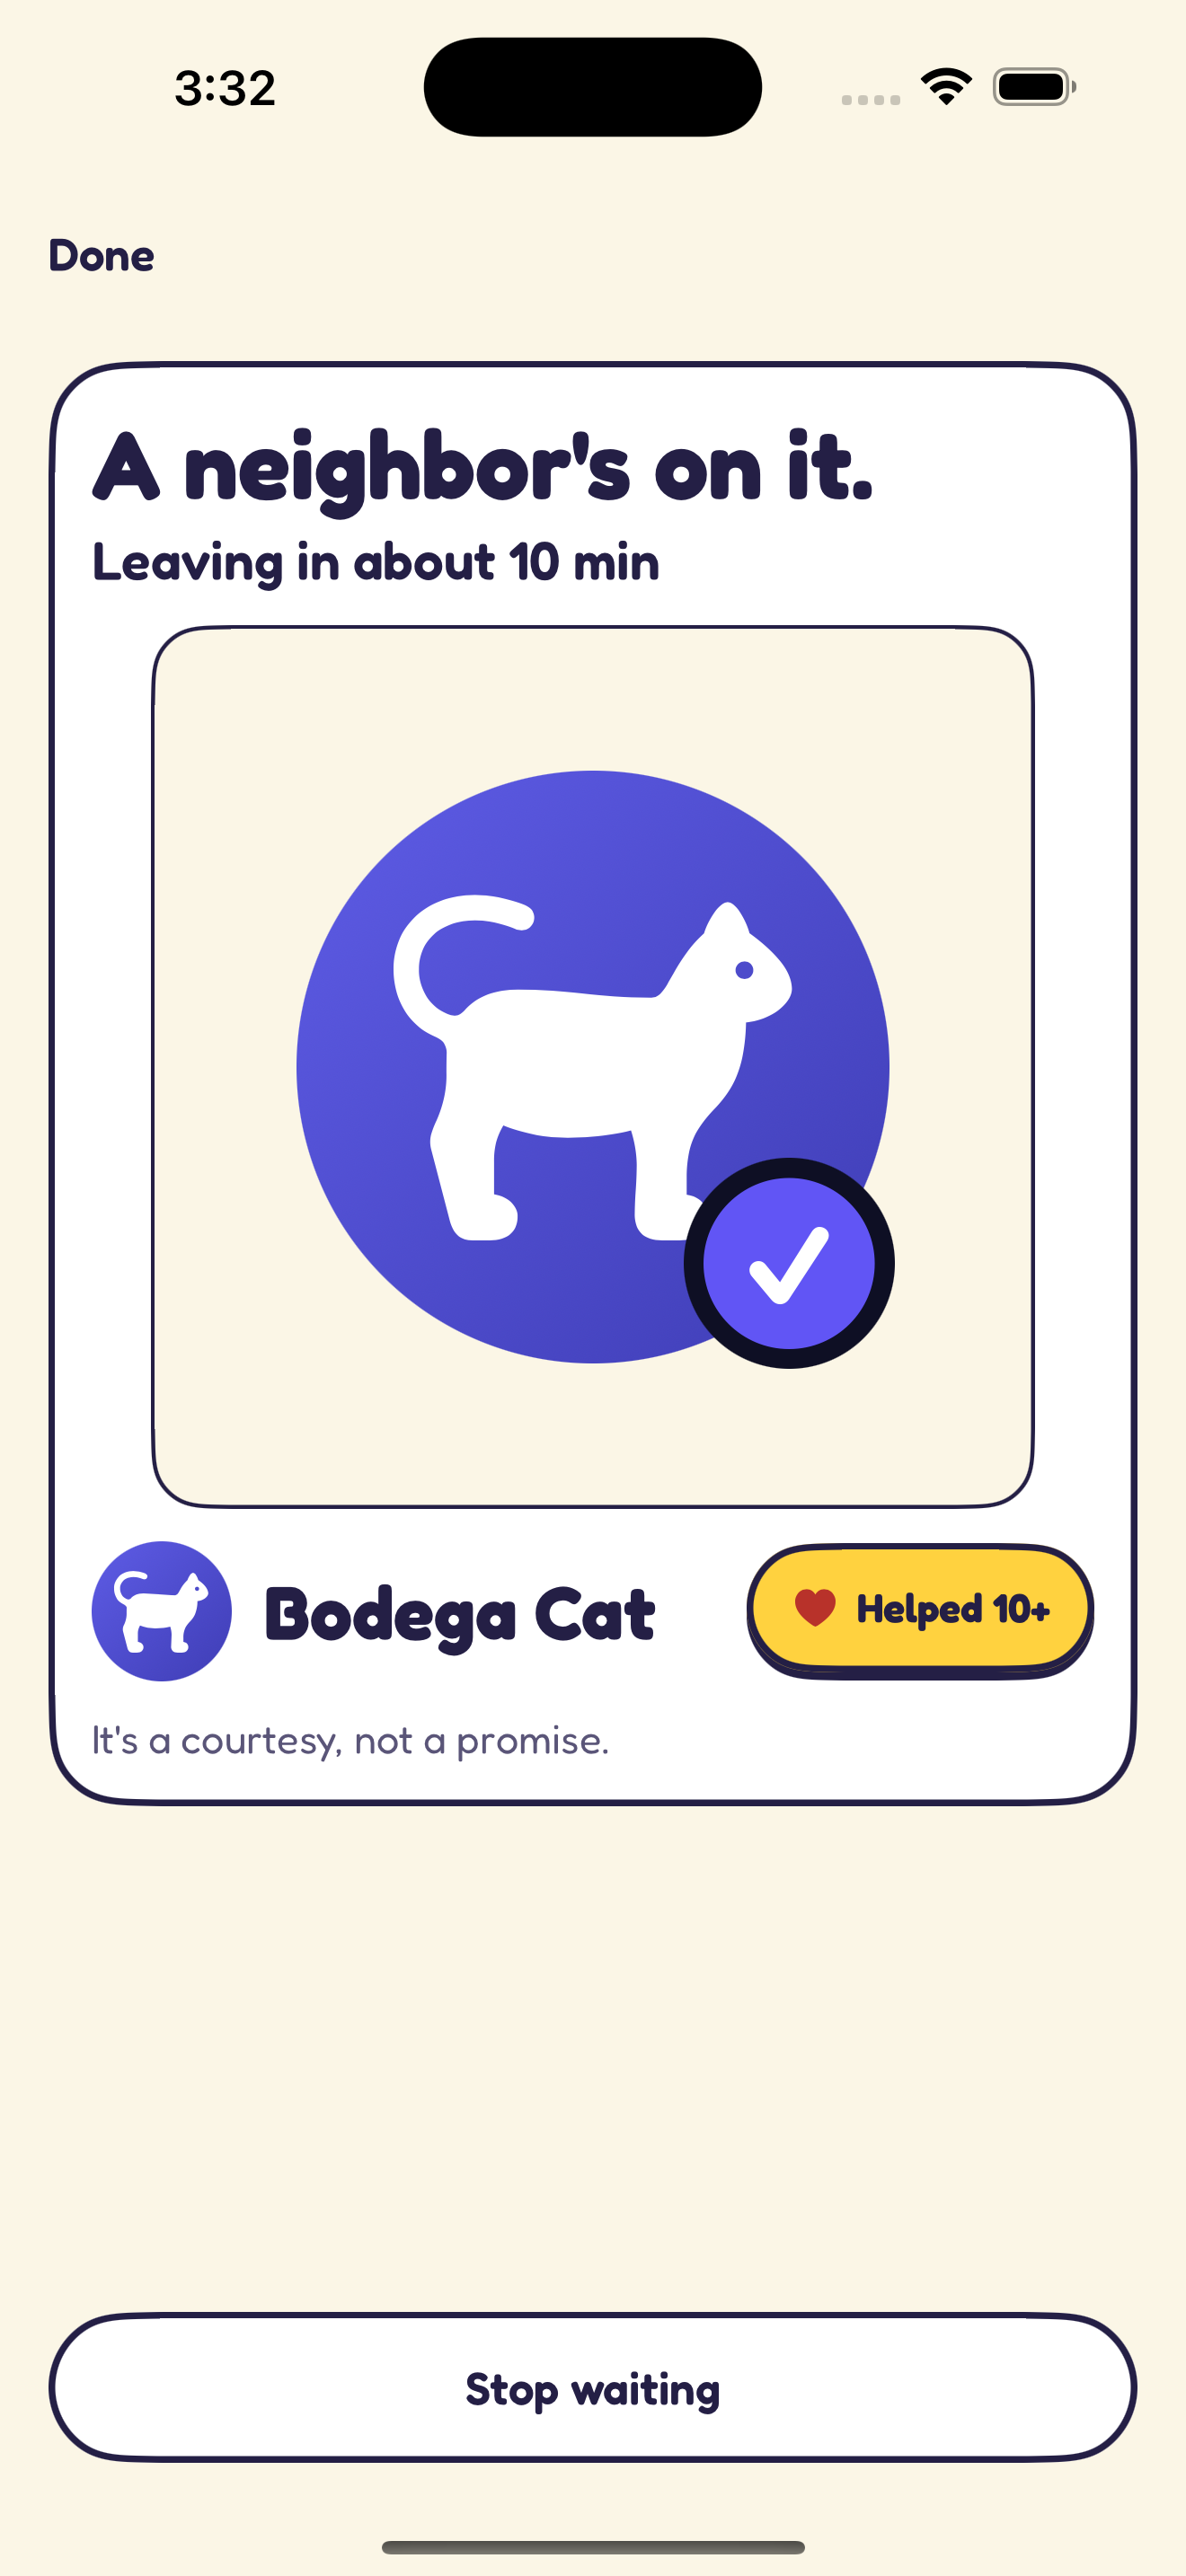 3:32
Done
A neighbor's on it.
Leaving in about 10 min
Bodega Cat
Helped 10+
It's a courtesy, not a promise.
Stop waiting